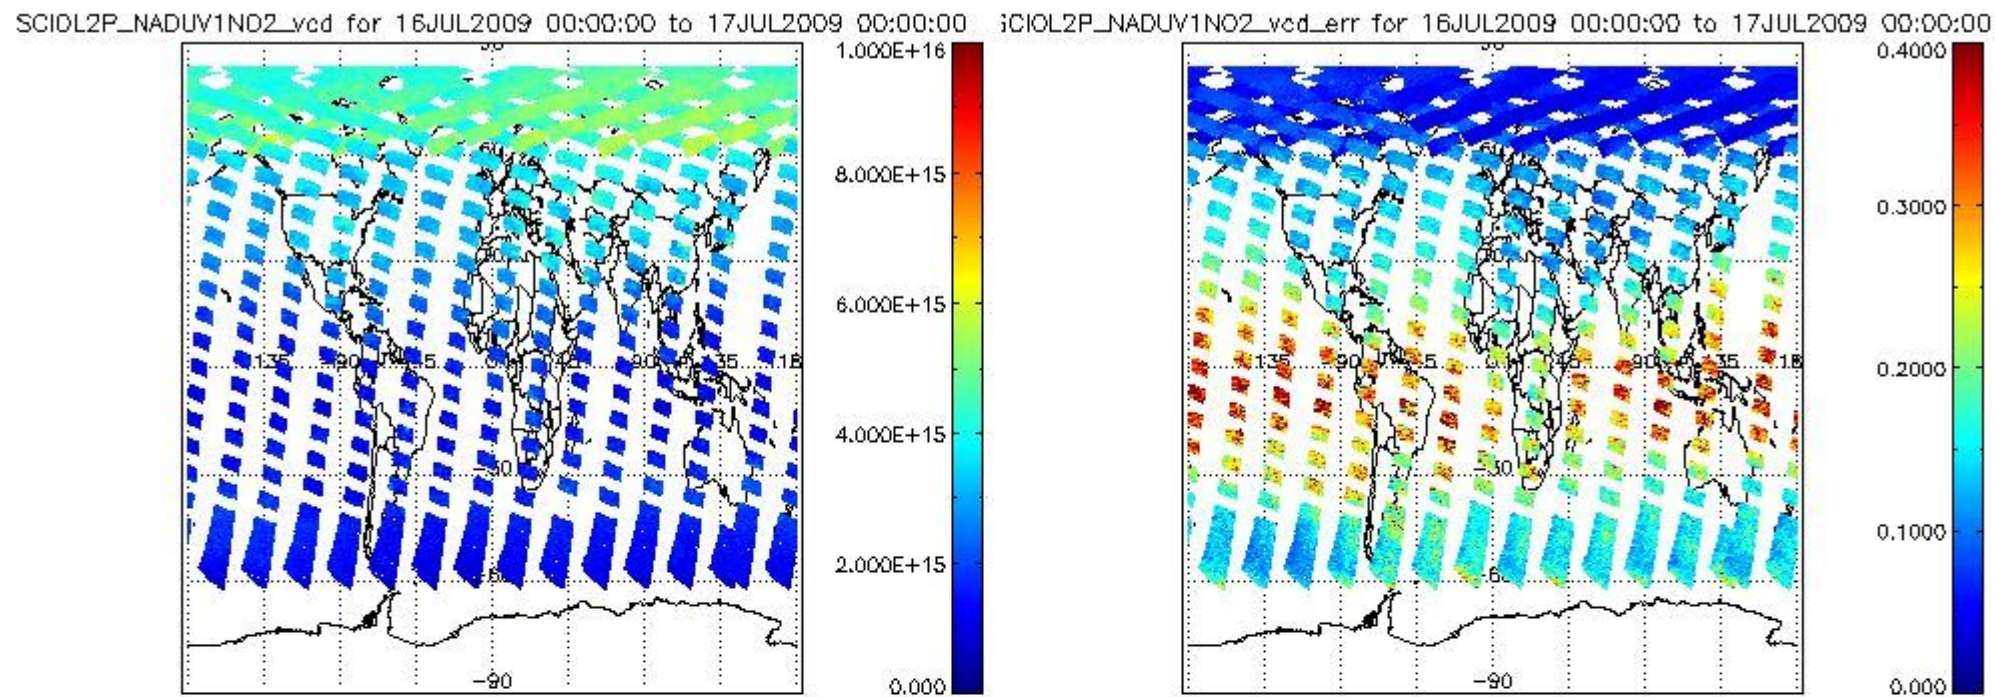 SCIOL2P_NADUV1NO2_vcd for 16JUL2009 00:00:00 to 17JUL2009 00:00:00
1.000E+16
8.000E+15
6.000E+15
4.000E+15
2.000E+15
0.000
-90
SCIOL2P_NADUV1NO2_vcd_err for 16JUL2009 00:00:00 to 17JUL2009 00:00:00
0.4000
0.3000
0.2000
0.1000
0.000
-90